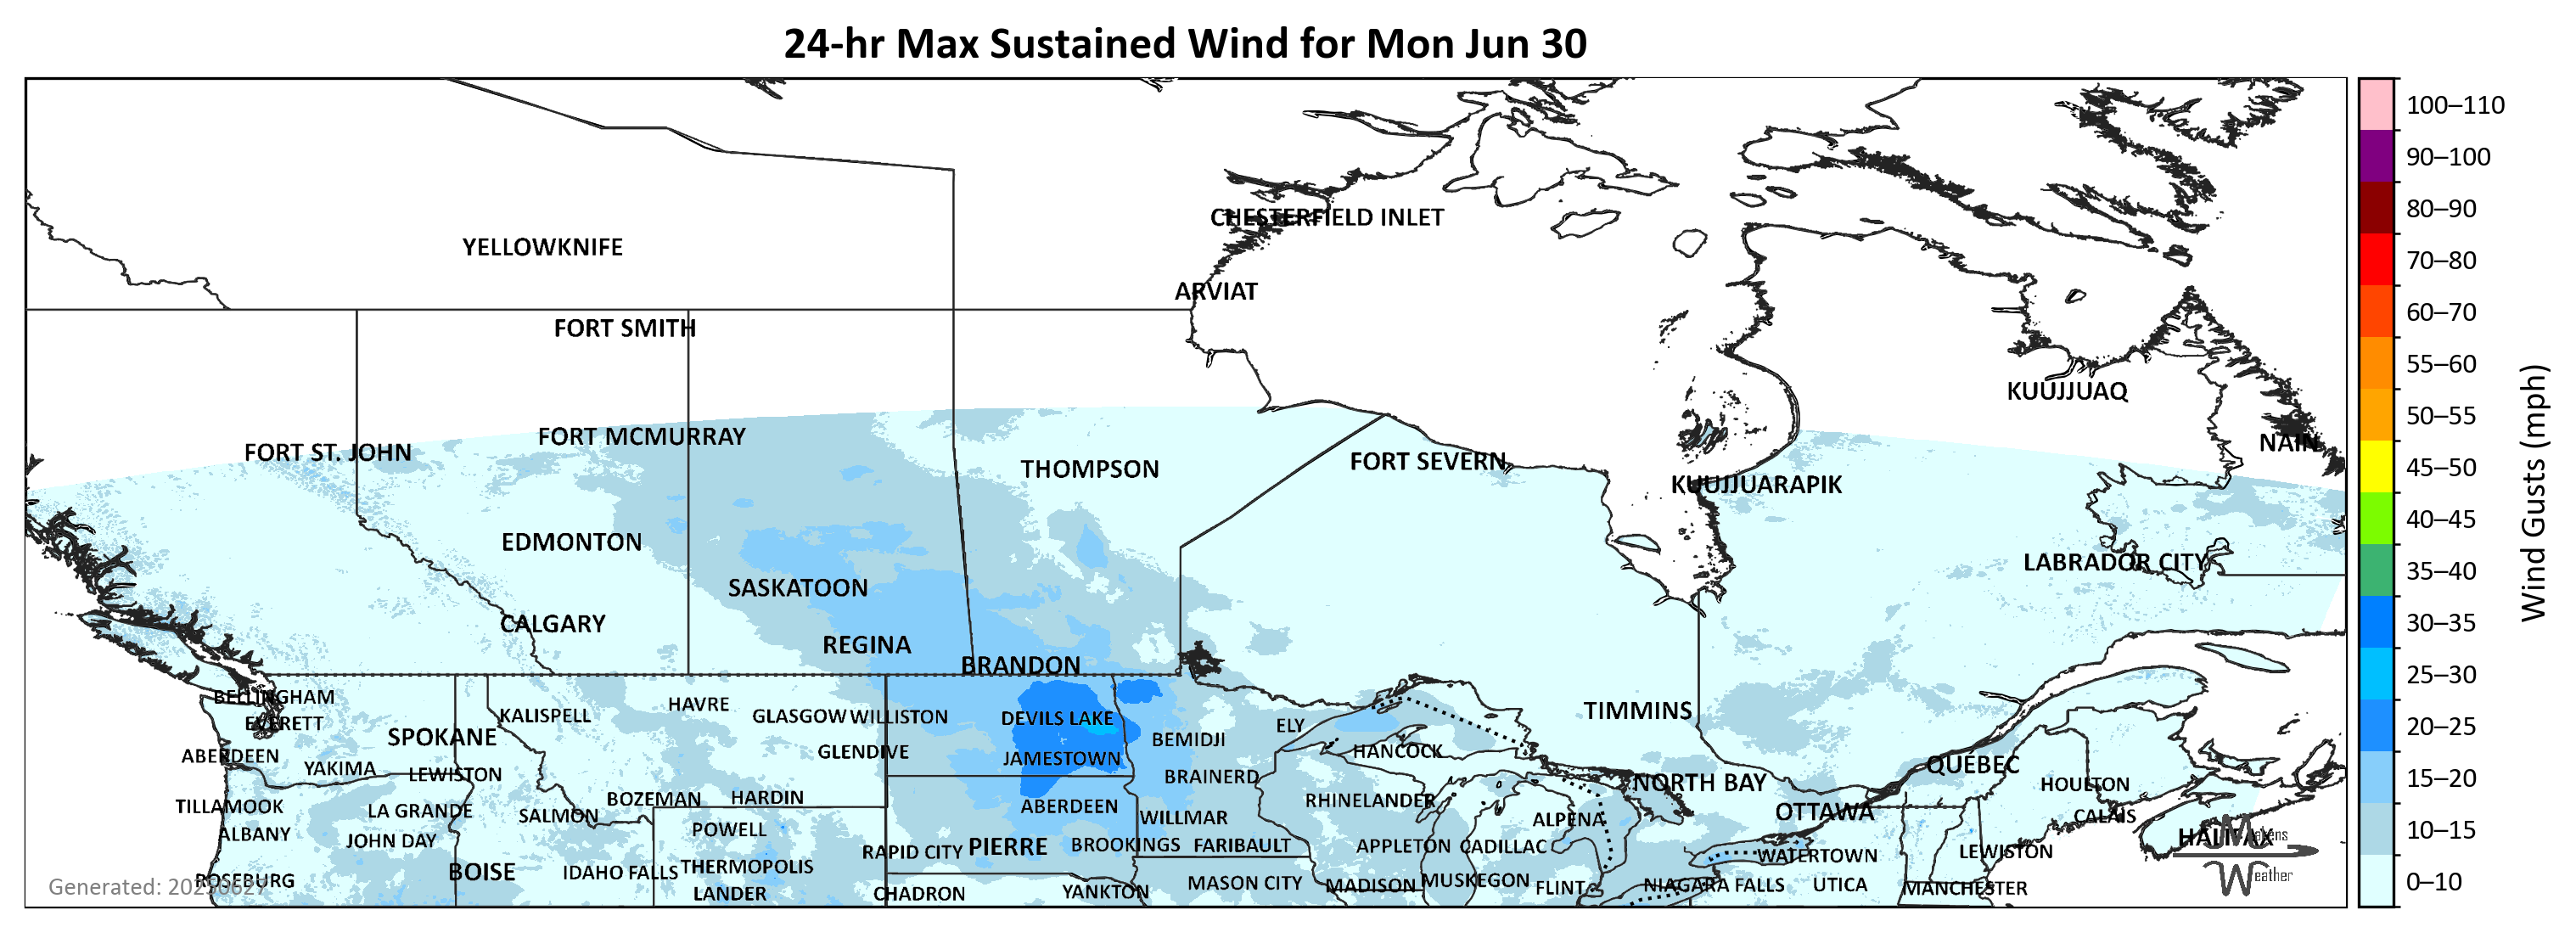 24-hr Max Sustained Wind for Mon Jun 30
100–110
90–100
80–90
70–80
60–70
55–60
50–55
45–50
40–45
35–40
30–35
25–30
20–25
15–20
10–15
0–10
Wind Gusts (mph)
CHESTERFIELD INLET
YELLOWKNIFE
ARVIAT
FORT SMITH
KUUJJUAQ
FORT MCMURRAY
NAIN
FORT ST. JOHN
FORT SEVERN
THOMPSON
KUUJJUARAPIK
EDMONTON
LABRADOR CITY
SASKATOON
CALGARY
REGINA
BRANDON
BELLINGHAM
HAVRE
TIMMINS
KALISPELL
GLASGOW
WILLISTON
DEVILS LAKE
EVERETT
ELY
SPOKANE
BEMIDJI
ABERDEEN
GLENDIVE
HANCOCK
JAMESTOWN
QUÉBEC
YAKIMA
LEWISTON
BRAINERD
NORTH BAY
HOULTON
BOZEMAN
HARDIN
RHINELANDER
TILLAMOOK
ABERDEEN
LA GRANDE
OTTAWA
SALMON
CALAIS
WILLMAR
ALPENA
POWELL
ALBANY
HALIFAX
Makens
JOHN DAY
BROOKINGS
FARIBAULT
APPLETON
CADILLAC
PIERRE
RAPID CITY
LEWISTON
WATERTOWN
THERMOPOLIS
BOISE
IDAHO FALLS
Weather
ROSEBURG
MUSKEGON
MASON CITY
MADISON
NIAGARA FALLS
UTICA
Generated: 20250627
FLINT
MANCHESTER
YANKTON
LANDER
CHADRON